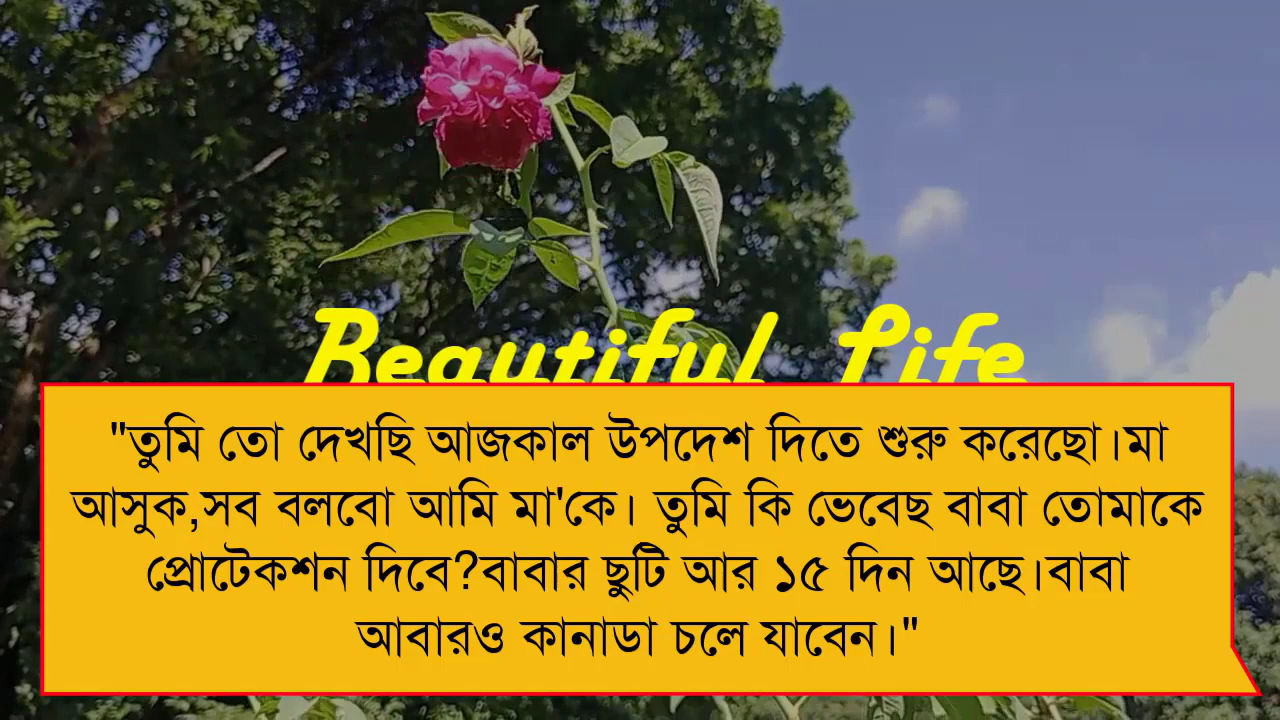 Beautiful Life
"তুমি তো দেখছি আজকাল উপদেশ দিতে শুরু করেছো।মা
আসুক,সব বলবো আমি মা'কে। তুমি কি ভেবেছ বাবা তোমাকে
প্রোটেকশন দিবে?বাবার ছুটি আর ১৫ দিন আছে।বাবা
আবারও কানাডা চলে যাবেন।"